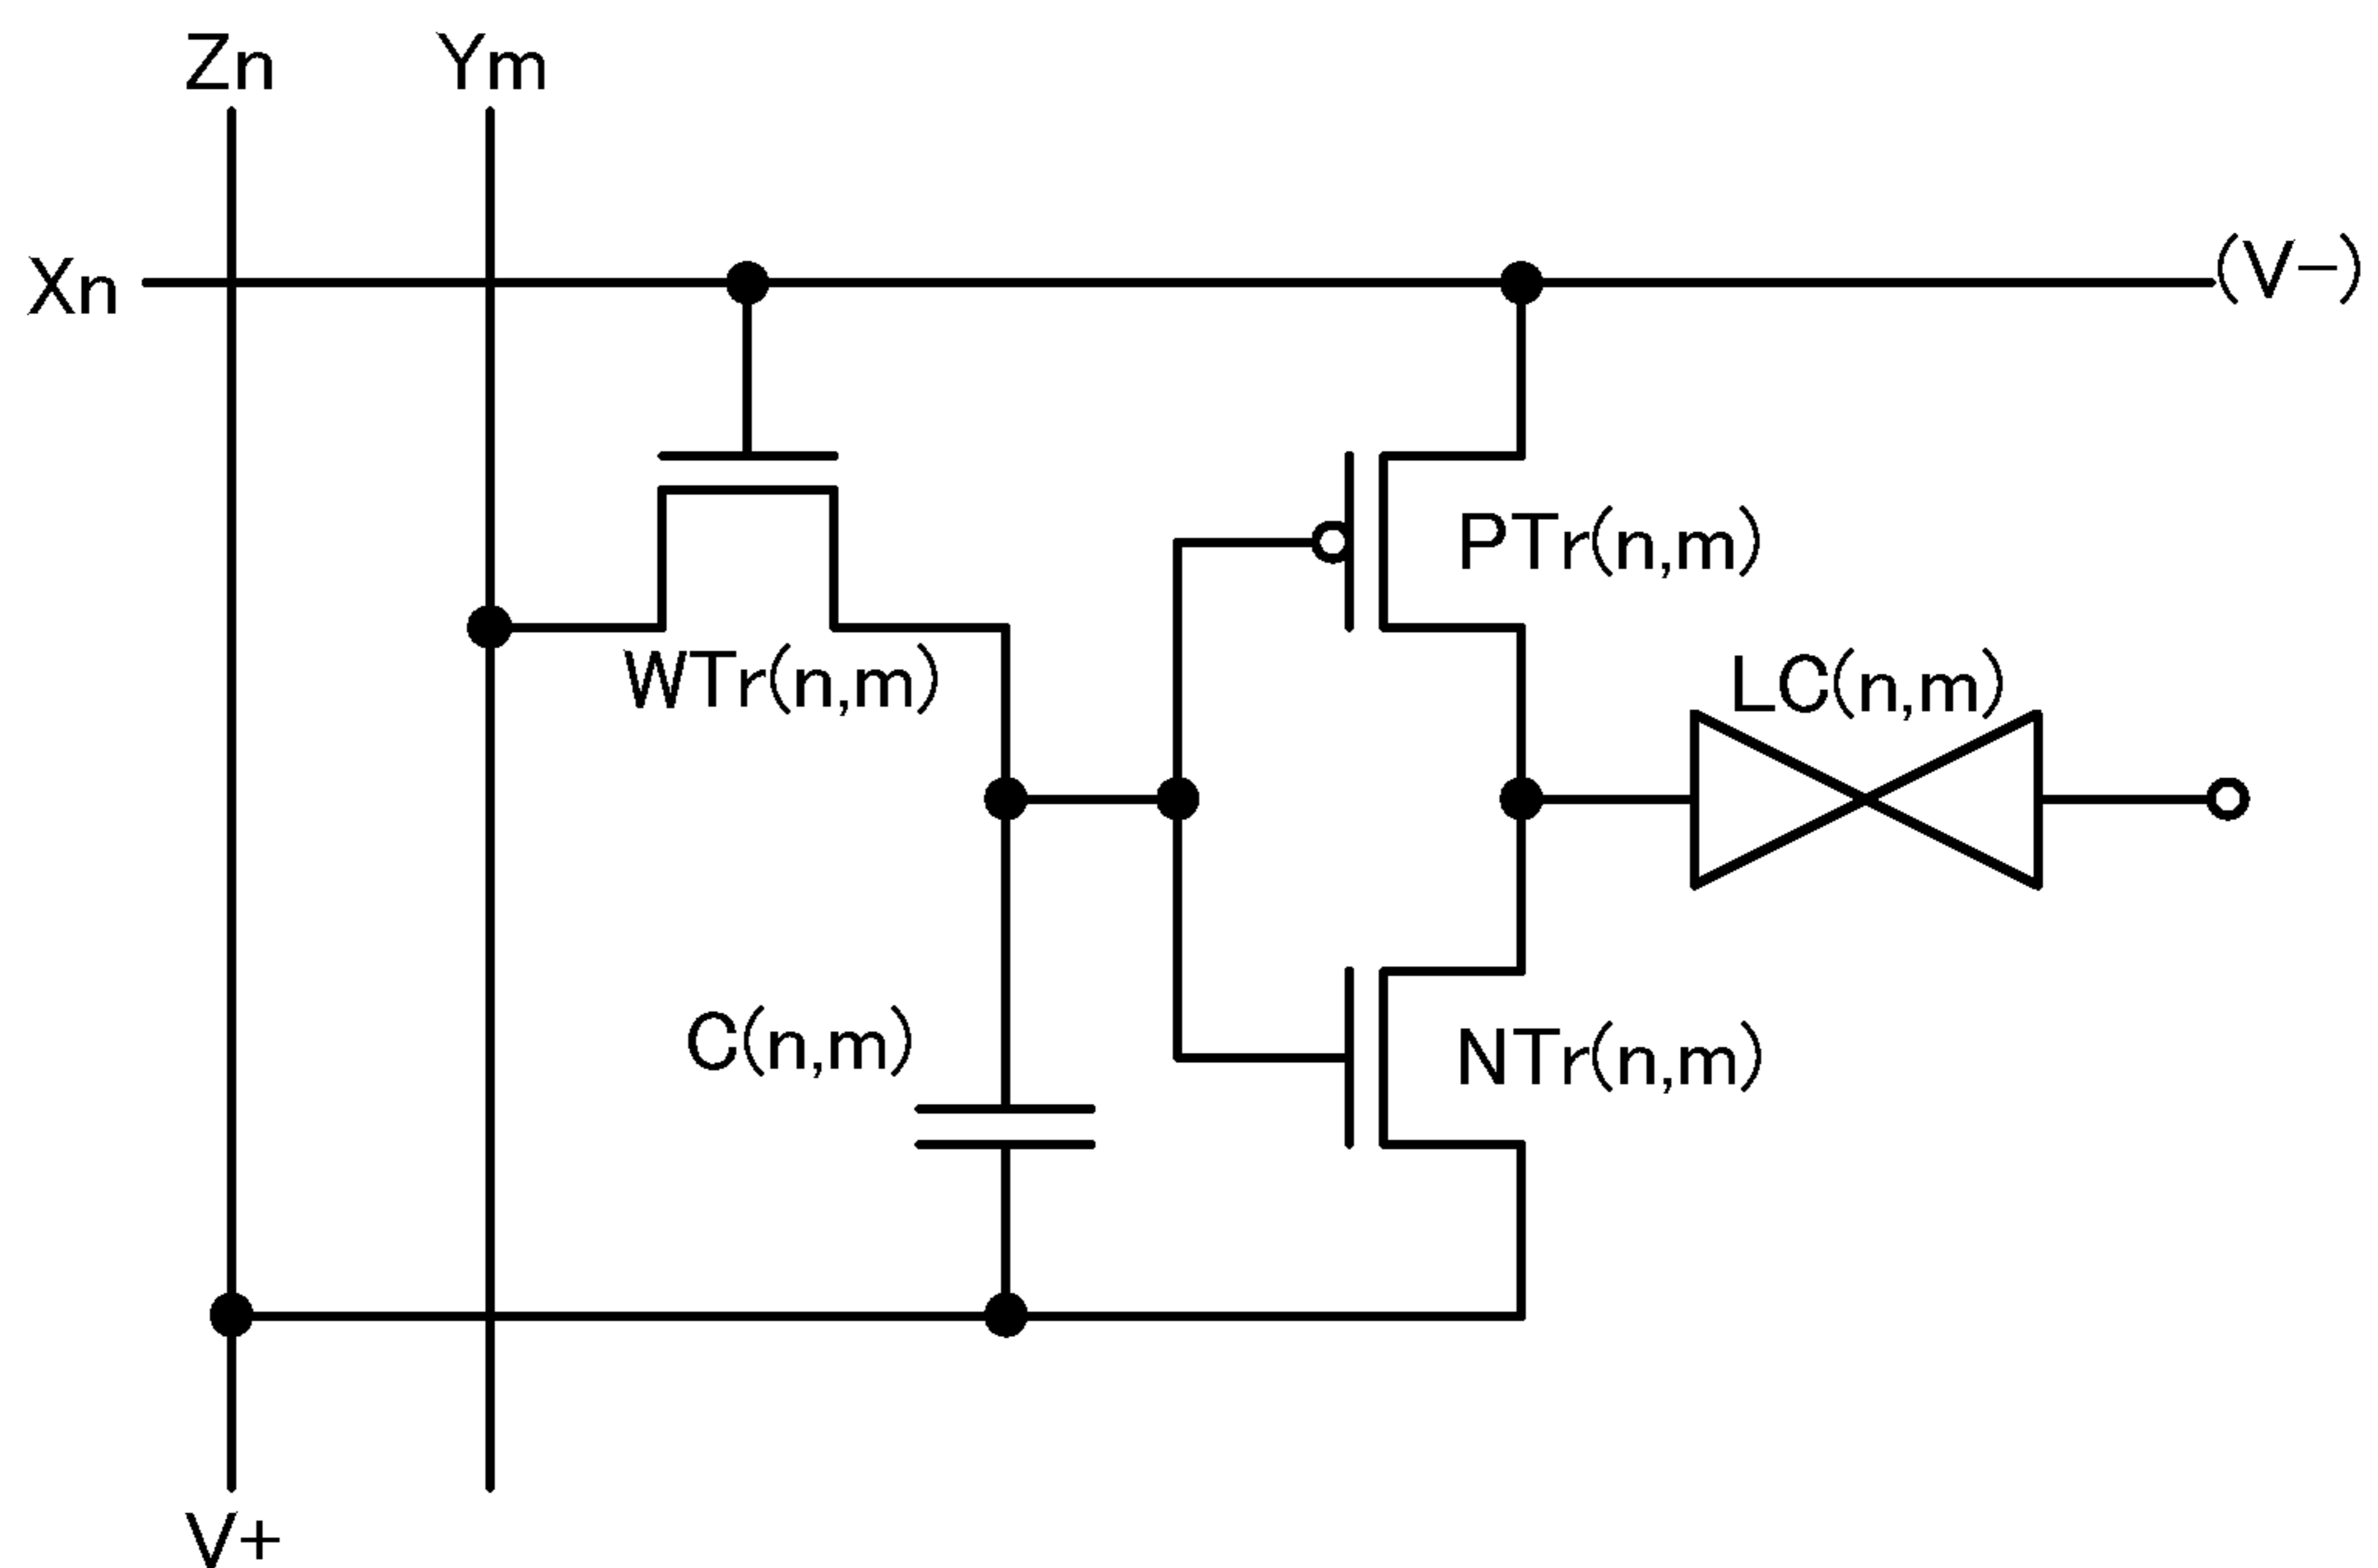 Zn
Ym
Xn
(V-)
PTr(n,m)
WTr(n,m)
LC(n,m)
C(n,m)
NTr(n,m)
V+